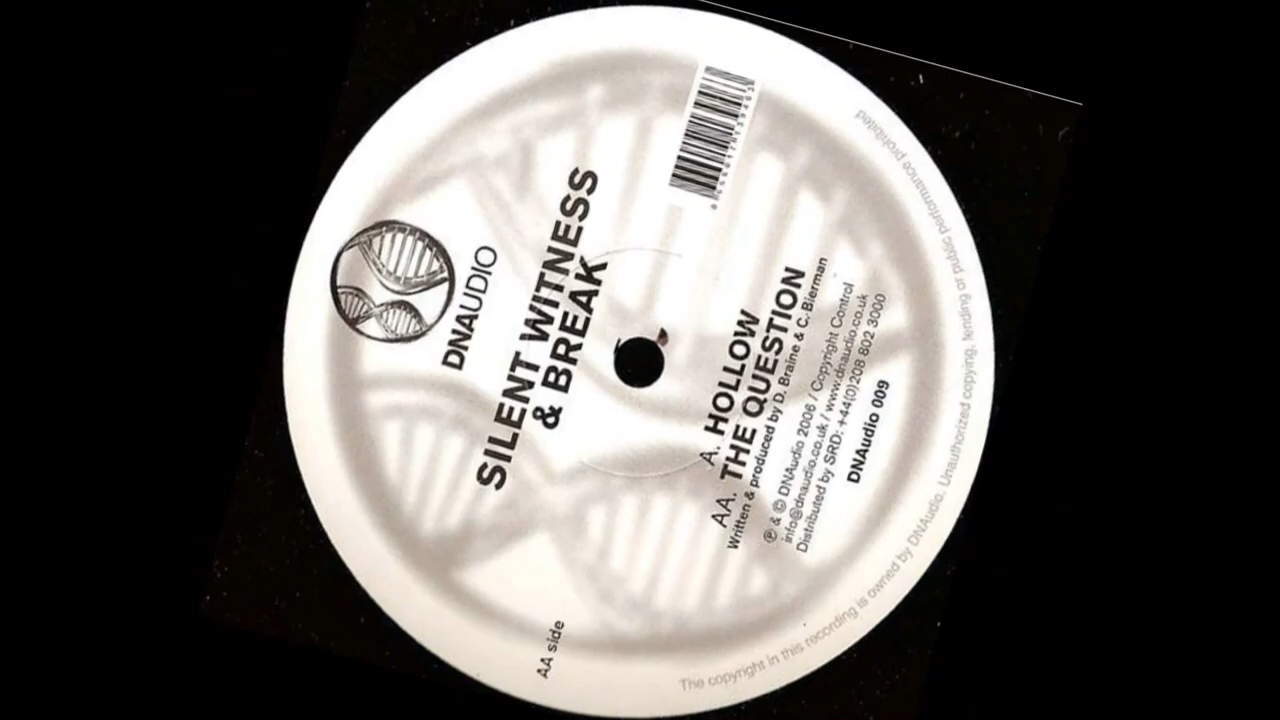 DNAUDIO
SILENT WITNESS
& BREAK
A. HOLLOW
AA. THE QUESTION
Written & produced by D. Braine & C. Bierman
℗ & © DNAudio 2006 / Copyright Control
info@dnaudio.co.uk / www.dnaudio.co.uk
Distributed by SRD: +44(0)208 802 3000
DNAudio 009
AA side
The copyright in this recording is owned by DNAudio. Unauthorized copying, lending or public performance prohibited